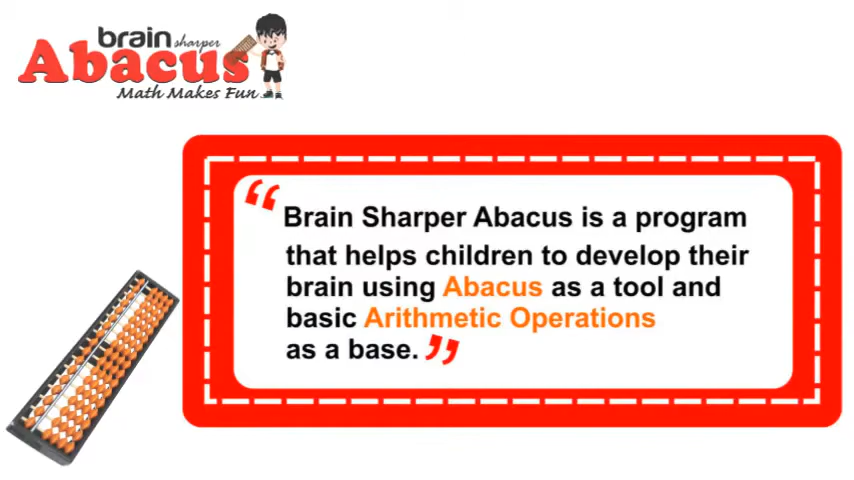 brain sharper
Abacus
Math Makes Fun
“Brain Sharper Abacus is a program
that helps children to develop their
brain using Abacus as a tool and
basic Arithmetic Operations
as a base.”